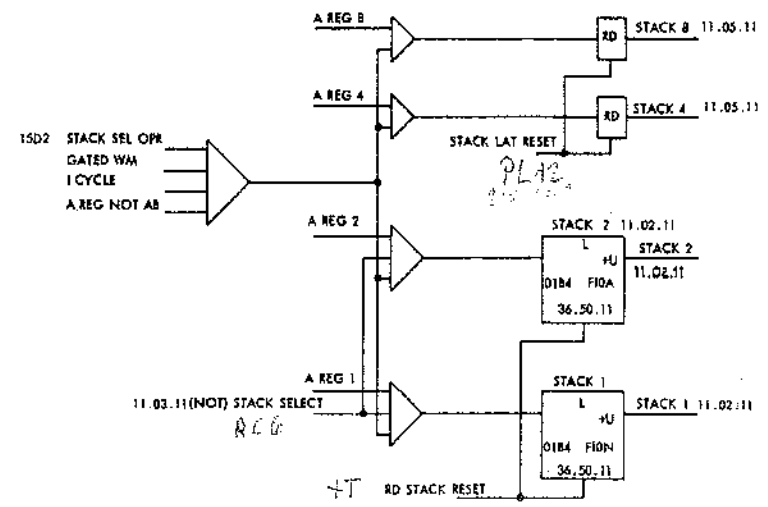 A REG 8
RD
STACK 8 11.05.11
A REG 4
RD
STACK 4 11.05.11
15D2 STACK SEL OPR
GATED WM
I CYCLE
A REG NOT AB
STACK LAT RESET
A REG 2
STACK 2 11.02.11
L
+U
STACK 2
11.02.11
01B4 FI0A
36.50.11
A REG 1
11.03.11(NOT) STACK SELECT
STACK 1
L
+U
STACK 1 11.02.11
01B4 FI0N
36.50.11
+T RD STACK RESET